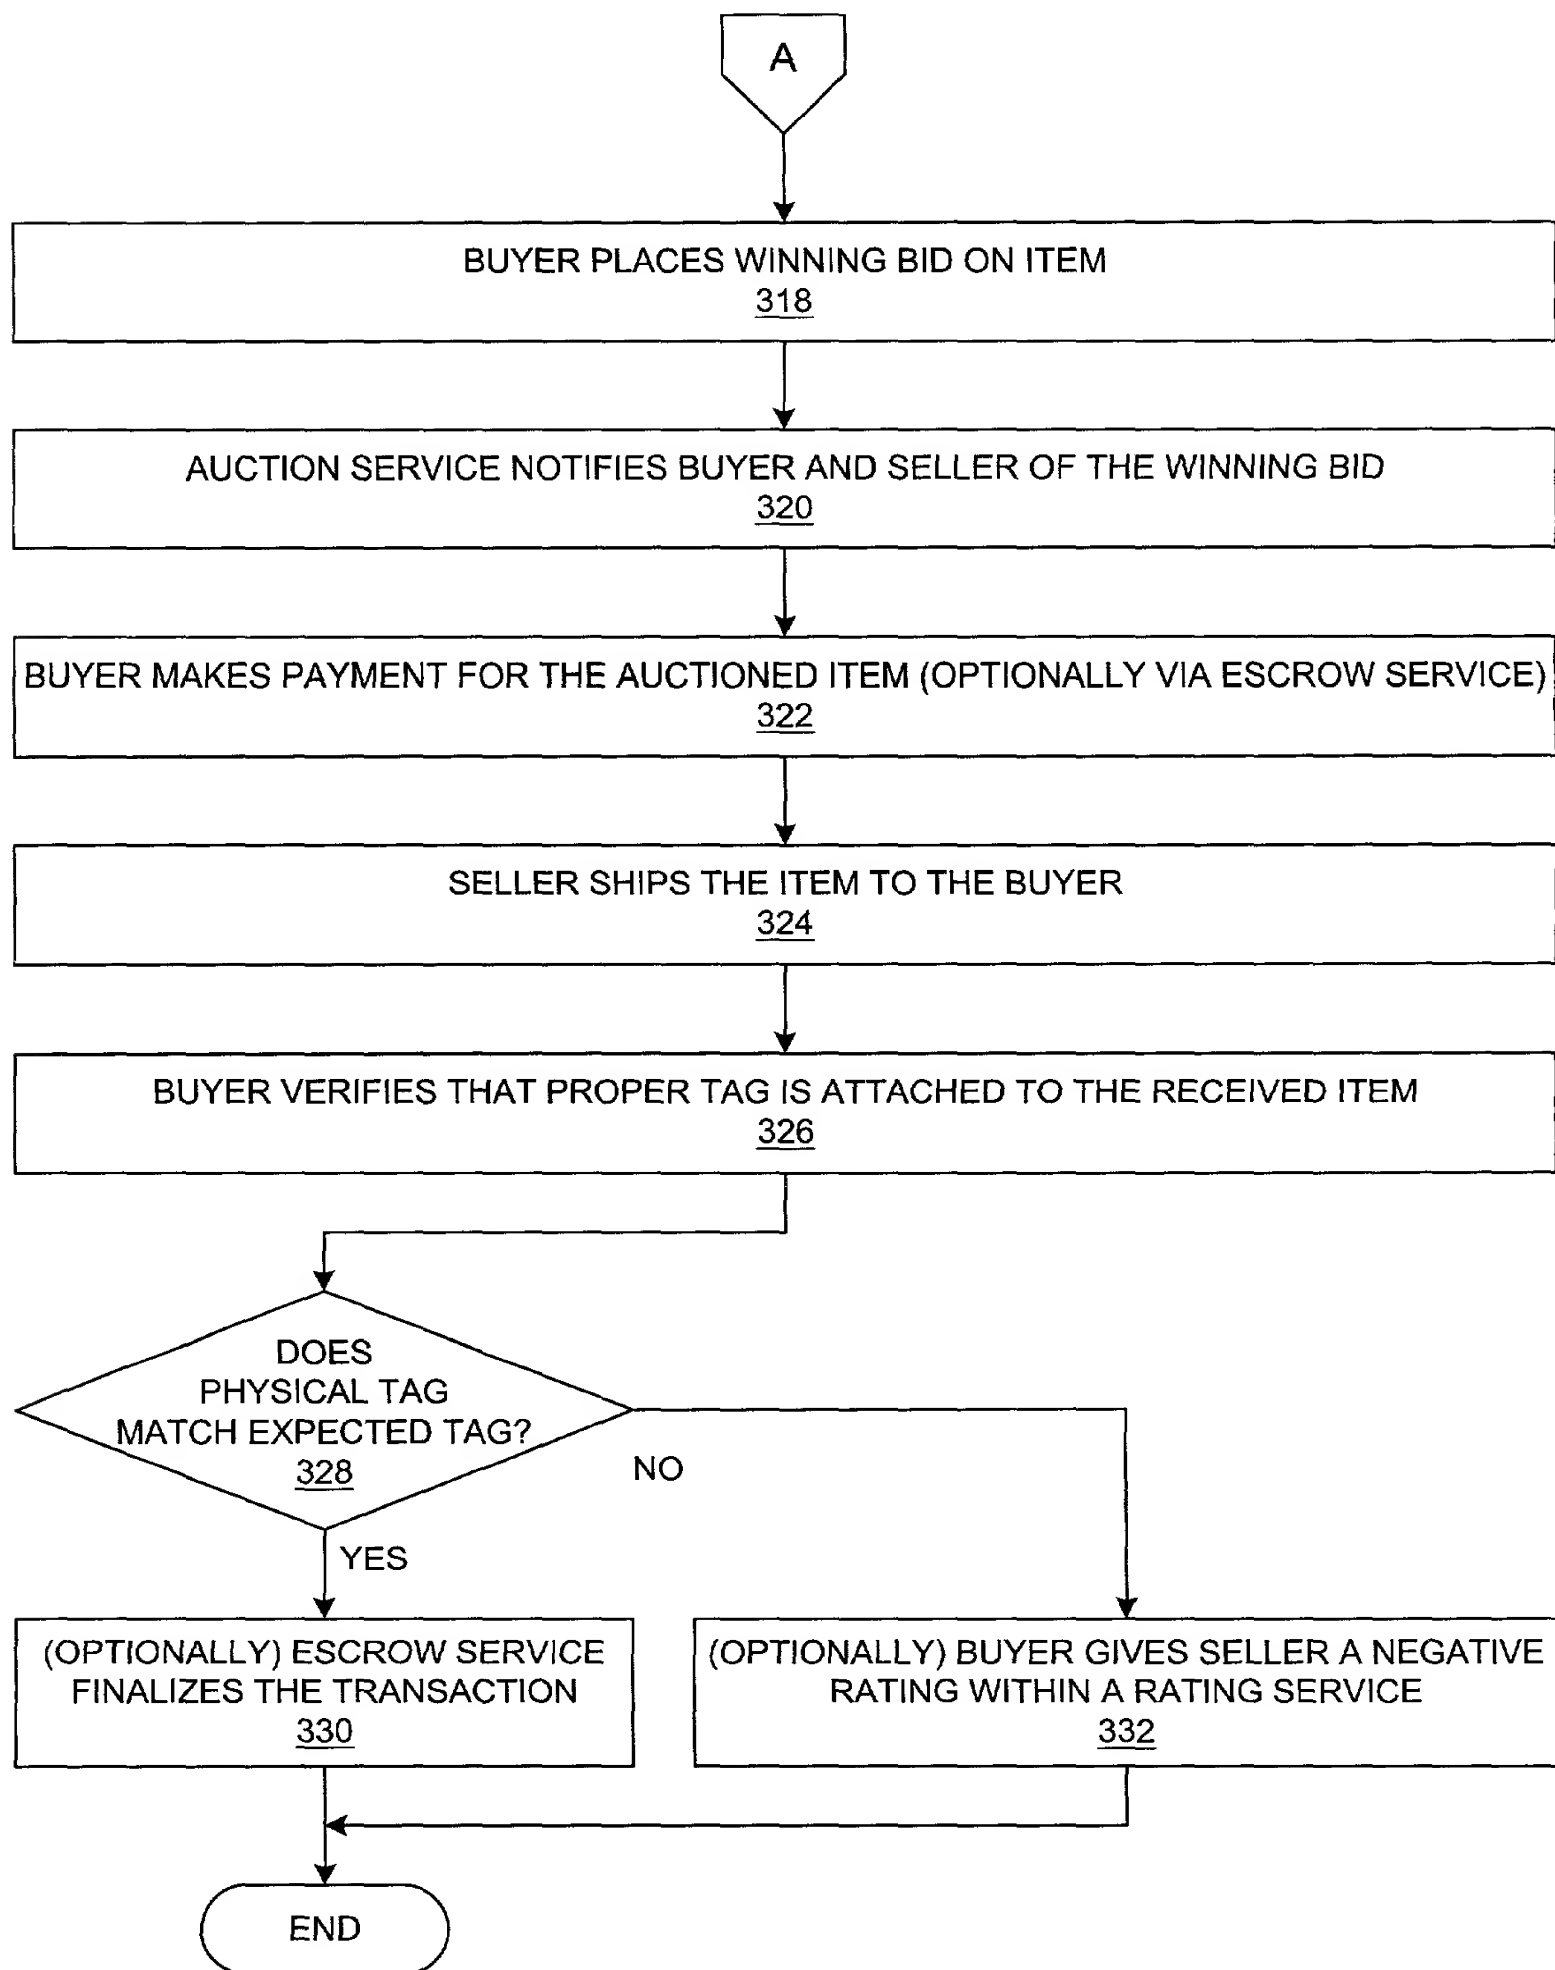 A
BUYER PLACES WINNING BID ON ITEM
318
AUCTION SERVICE NOTIFIES BUYER AND SELLER OF THE WINNING BID
320
BUYER MAKES PAYMENT FOR THE AUCTIONED ITEM (OPTIONALLY VIA ESCROW SERVICE)
322
SELLER SHIPS THE ITEM TO THE BUYER
324
BUYER VERIFIES THAT PROPER TAG IS ATTACHED TO THE RECEIVED ITEM
326
DOES
PHYSICAL TAG
MATCH EXPECTED TAG?
328
NO
YES
(OPTIONALLY) ESCROW SERVICE
FINALIZES THE TRANSACTION
330
(OPTIONALLY) BUYER GIVES SELLER A NEGATIVE
RATING WITHIN A RATING SERVICE
332
END